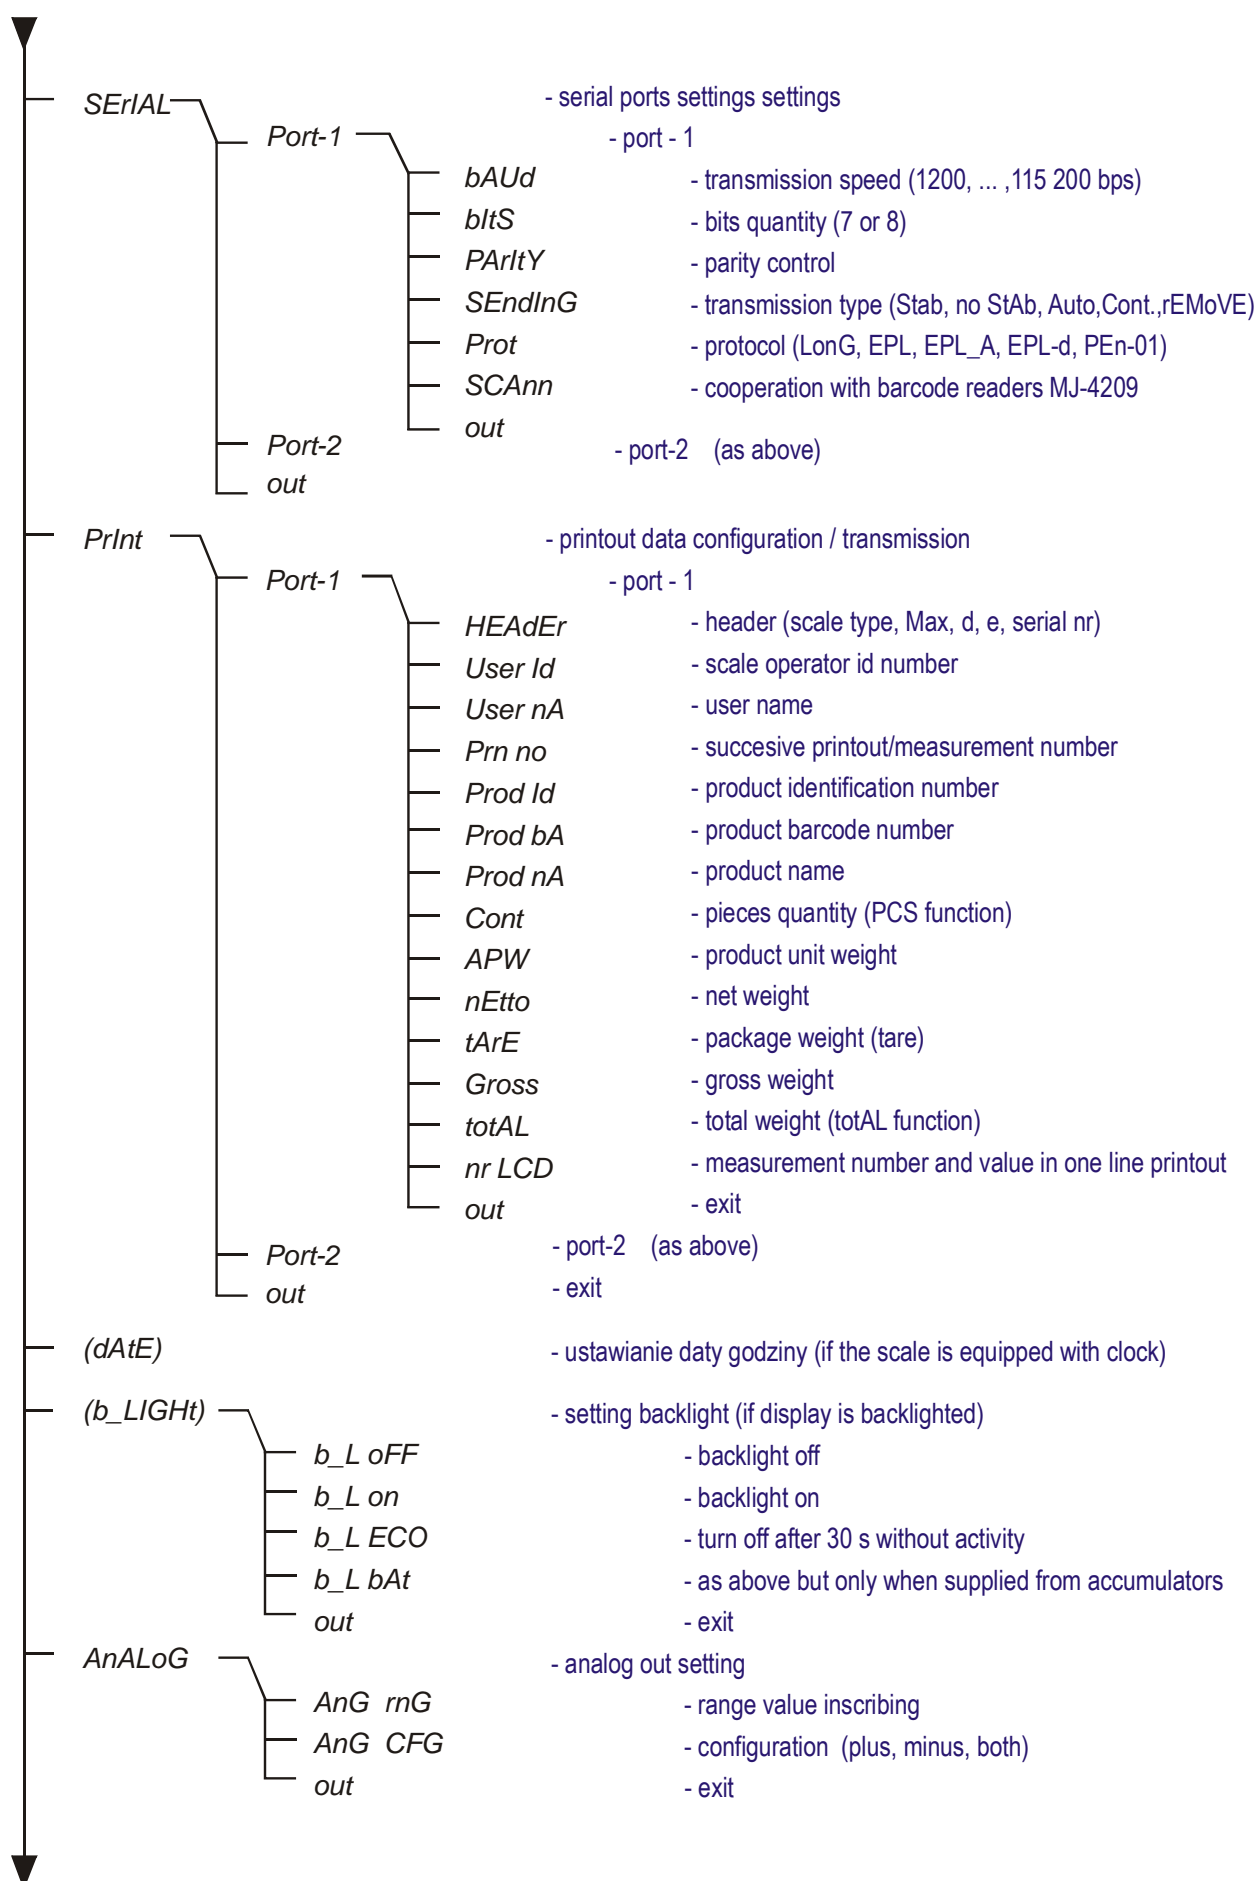 SErIAL - serial ports settings settings
Port-1 - port - 1
bAUd - transmission speed (1200, ... ,115 200 bps)
bItS - bits quantity (7 or 8)
PArItY - parity control
SEndInG - transmission type (Stab, no StAb, Auto,Cont.,rEMoVE)
Prot - protocol (LonG, EPL, EPL_A, EPL-d, PEn-01)
SCAnn - cooperation with barcode readers MJ-4209
out
Port-2 - port-2 (as above)
out
PrInt - printout data configuration / transmission
Port-1 - port - 1
HEAdEr - header (scale type, Max, d, e, serial nr)
User Id - scale operator id number
User nA - user name
Prn no - succesive printout/measurement number
Prod Id - product identification number
Prod bA - product barcode number
Prod nA - product name
Cont - pieces quantity (PCS function)
APW - product unit weight
nEtto - net weight
tArE - package weight (tare)
Gross - gross weight
totAL - total weight (totAL function)
nr LCD - measurement number and value in one line printout
out - exit
Port-2 - port-2 (as above)
out - exit
(dAtE) - ustawianie daty godziny (if the scale is equipped with clock)
(b_LIGHt) - setting backlight (if display is backlighted)
b_L oFF - backlight off
b_L on - backlight on
b_L ECO - turn off after 30 s without activity
b_L bAt - as above but only when supplied from accumulators
out - exit
AnALoG - analog out setting
AnG rnG - range value inscribing
AnG CFG - configuration (plus, minus, both)
out - exit